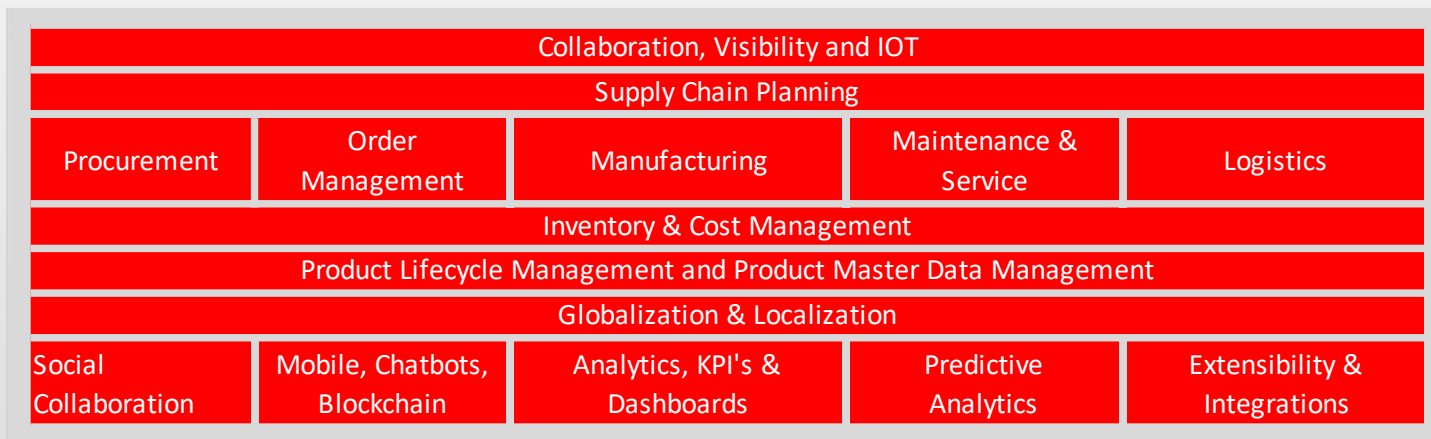 Collaboration, Visibility and IOT
Supply Chain Planning
Procurement
Order
Management
Manufacturing
Maintenance &
Service
Logistics
Inventory & Cost Management
Product Lifecycle Management and Product Master Data Management
Globalization & Localization
Social
Collaboration
Mobile, Chatbots,
Blockchain
Analytics, KPI's &
Dashboards
Predictive
Analytics
Extensibility &
Integrations